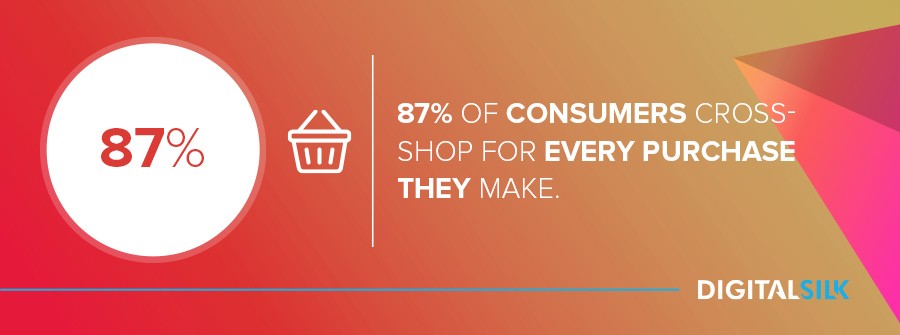 87%
87% OF CONSUMERS CROSS-
SHOP FOR EVERY PURCHASE
THEY MAKE.
DIGITALSILK